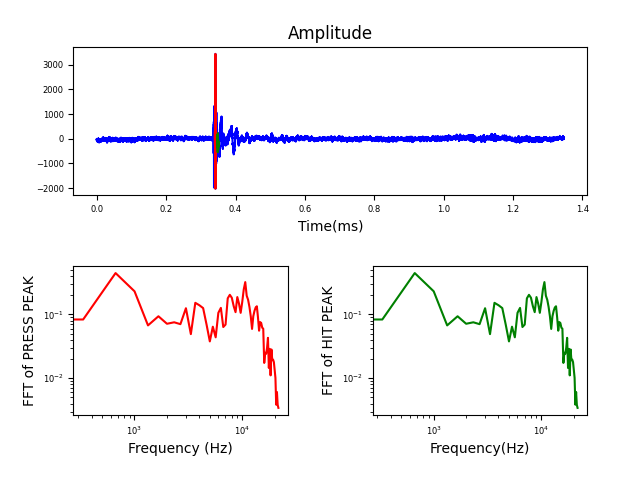 Amplitude
3000
2000
1000
0
−1000
−2000
0.0 0.2 0.4 0.6 0.8 1.0 1.2 1.4
Time(ms)
FFT of PRESS PEAK
10⁻¹
10⁻²
10³ 10⁴
Frequency (Hz)
FFT of HIT PEAK
10⁻¹
10⁻²
10³ 10⁴
Frequency(Hz)